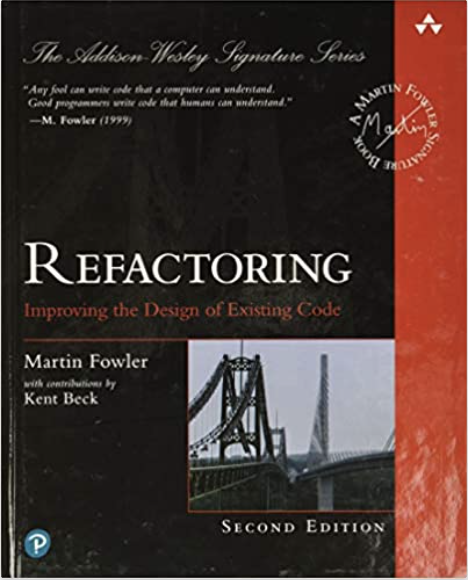 The Addison-Wesley Signature Series
"Any fool can write code that a computer can understand.
Good programmers write code that humans can understand."
—M. Fowler (1999)
A MARTIN FOWLER SIGNATURE BOOK
Martin
REFACTORING
Improving the Design of Existing Code
Martin Fowler
with contributions by
Kent Beck
SECOND EDITION
P